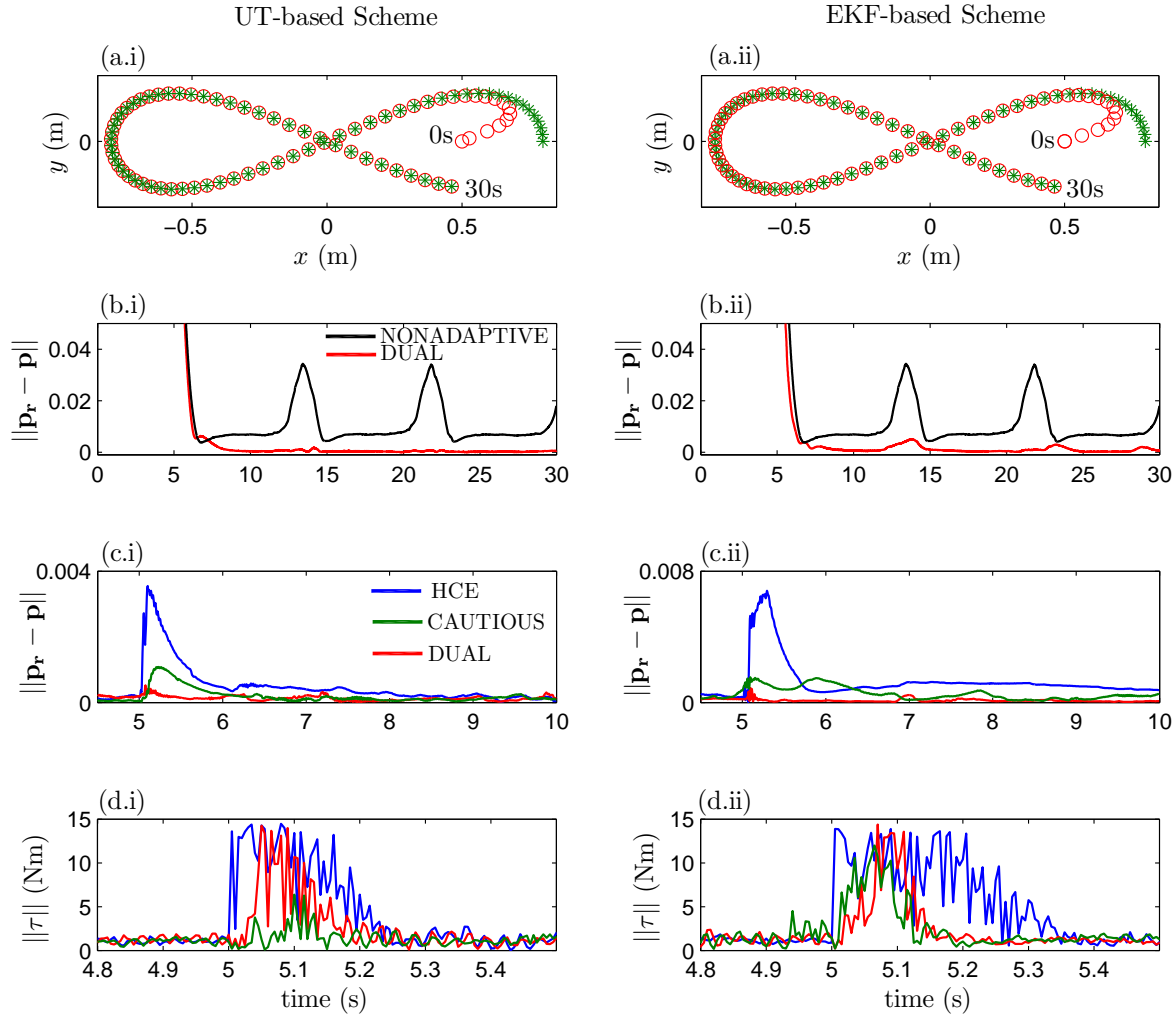 UT-based Scheme
EKF-based Scheme
(a.i)
y (m)
0
0s
30s
−0.5 0 0.5
x (m)
(a.ii)
y (m)
0
0s
30s
−0.5 0 0.5
x (m)
(b.i)
||p_r − p||
0.04
0.02
0
NONADAPTIVE
DUAL
0 5 10 15 20 25 30
(b.ii)
||p_r − p||
0.04
0.02
0
0 5 10 15 20 25 30
(c.i)
||p_r − p||
0.004
0
HCE
CAUTIOUS
DUAL
5 6 7 8 9 10
(c.ii)
||p_r − p||
0.008
0
5 6 7 8 9 10
(d.i)
||τ|| (Nm)
15
10
5
0
4.8 4.9 5 5.1 5.2 5.3 5.4
time (s)
(d.ii)
||τ|| (Nm)
15
10
5
0
4.8 4.9 5 5.1 5.2 5.3 5.4
time (s)